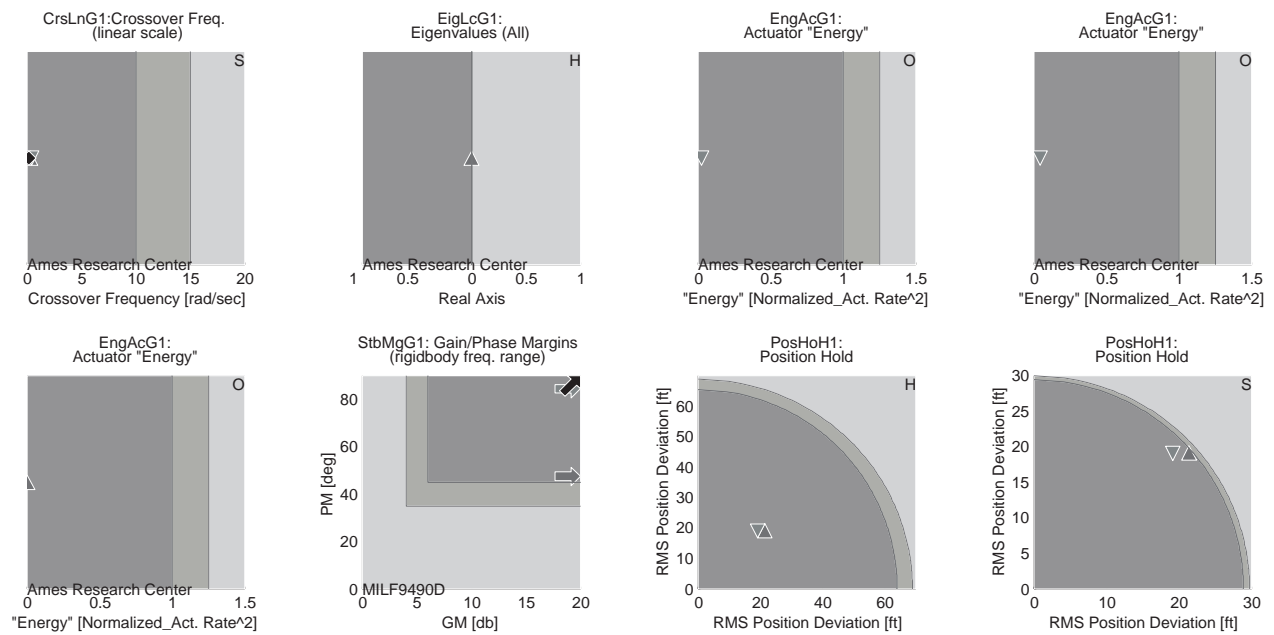 CrsLnG1:Crossover Freq.
(linear scale)
S
Ames Research Center
0 5 10 15 20
Crossover Frequency [rad/sec]
EigLcG1:
Eigenvalues (All)
H
Ames Research Center
1 0.5 0 0.5 1
Real Axis
EngAcG1:
Actuator "Energy"
O
Ames Research Center
0 0.5 1 1.5
"Energy" [Normalized_Act. Rate^2]
EngAcG1:
Actuator "Energy"
O
Ames Research Center
0 0.5 1 1.5
"Energy" [Normalized_Act. Rate^2]
EngAcG1:
Actuator "Energy"
O
Ames Research Center
0 0.5 1 1.5
"Energy" [Normalized_Act. Rate^2]
StbMgG1: Gain/Phase Margins
(rigidbody freq. range)
80
60
40
20
0
PM [deg]
MILF9490D
0 5 10 15 20
GM [db]
PosHoH1:
Position Hold
H
60
50
40
30
20
10
0
RMS Position Deviation [ft]
0 20 40 60
RMS Position Deviation [ft]
PosHoH1:
Position Hold
S
30
25
20
15
10
5
0
RMS Position Deviation [ft]
0 10 20 30
RMS Position Deviation [ft]